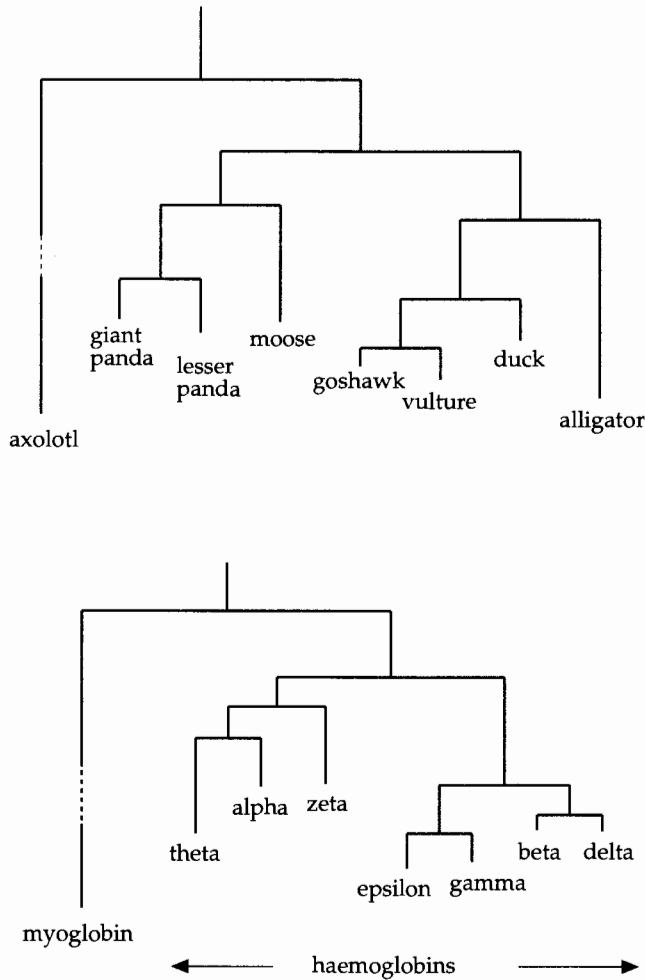 giant
panda
lesser
panda
moose
goshawk
vulture
duck
alligator
axolotl
theta
alpha
zeta
epsilon
gamma
beta
delta
myoglobin
haemoglobins